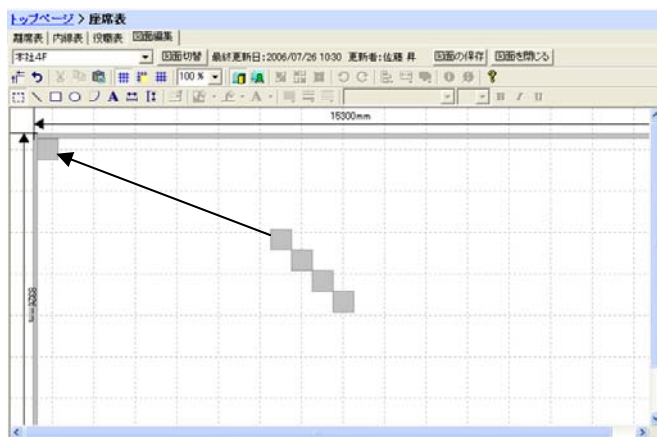 トップページ > 座席表
離席表 | 内線表 | 役職表 | 図面編集 |
本社4F 図面切替 最終更新日:2006/07/26 10:30 更新者:佐藤 昇 図面の保存 図面を閉じる
100 %
A B I U
15300mm